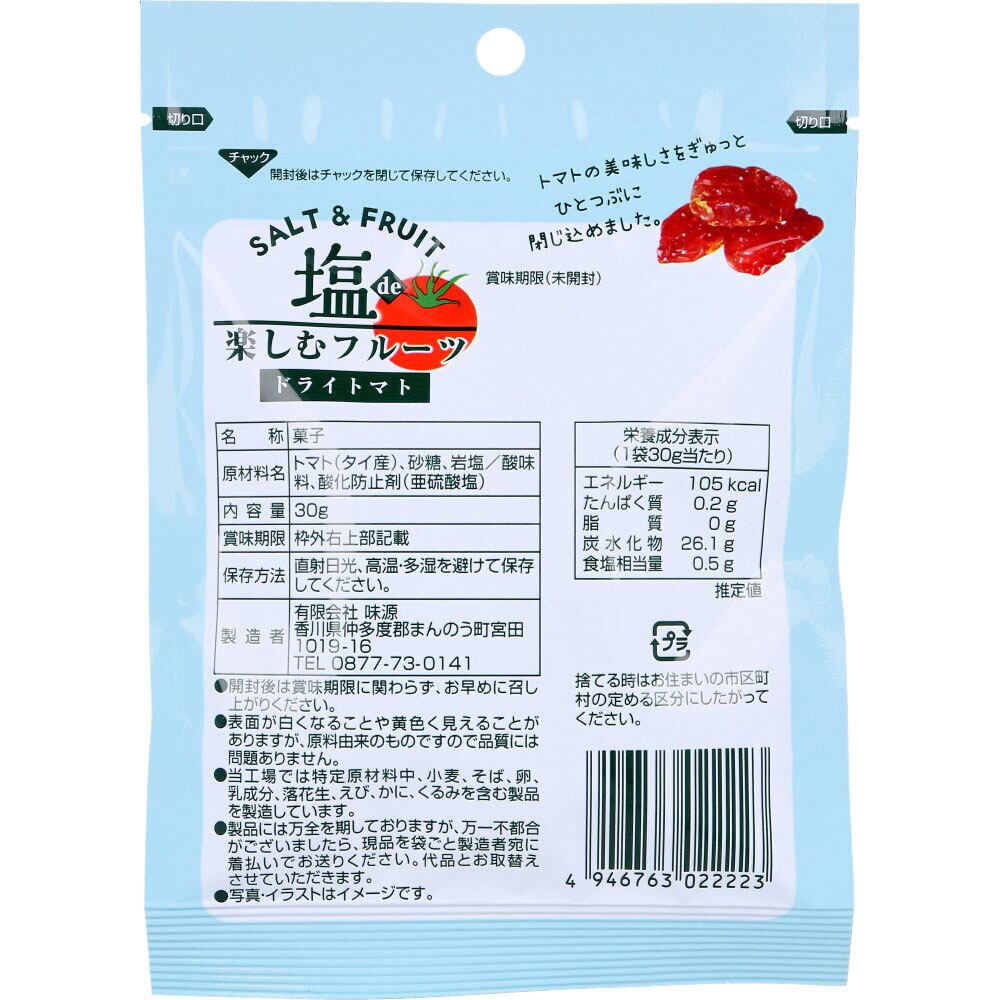 切り口
切り口
チャック
開封後はチャックを閉じて保存してください。
トマトの美味しさをぎゅっと
ひとつぶに
閉じ込めました。
SALT & FRUIT
塩de
楽しむフルーツ
ドライトマト
賞味期限(未開封)
名 称 菓子
原材料名 トマト(タイ産)、砂糖、岩塩/酸味
料、酸化防止剤(亜硫酸塩)
内容量 30g
賞味期限 枠外右上部記載
保存方法 直射日光、高温・多湿を避けて保存
してください。
製造者 有限会社 味源
香川県仲多度郡まんのう町宮田
1019-16
TEL 0877-73-0141
●開封後は賞味期限に関わらず、お早めに召し
上がりください。
●表面が白くなることや黄色く見えることが
ありますが、原料由来のものですので品質には
問題ありません。
●当工場では特定原材料中、小麦、そば、卵、
乳成分、落花生、えび、かに、くるみを含む製品
を製造しています。
●製品には万全を期しておりますが、万一不都合
がございましたら、現品を袋ごと製造者宛に
着払いでお送りください。代品とお取替え
させていただきます。
●写真・イラストはイメージです。
栄養成分表示
(1袋30g当たり)
エネルギー 105 kcal
たんぱく質 0.2 g
脂質 0 g
炭水化物 26.1 g
食塩相当量 0.5 g
推定値
プラ
捨てる時はお住まいの市区町
村の定める区分にしたがって
ください。
4 946763 022223